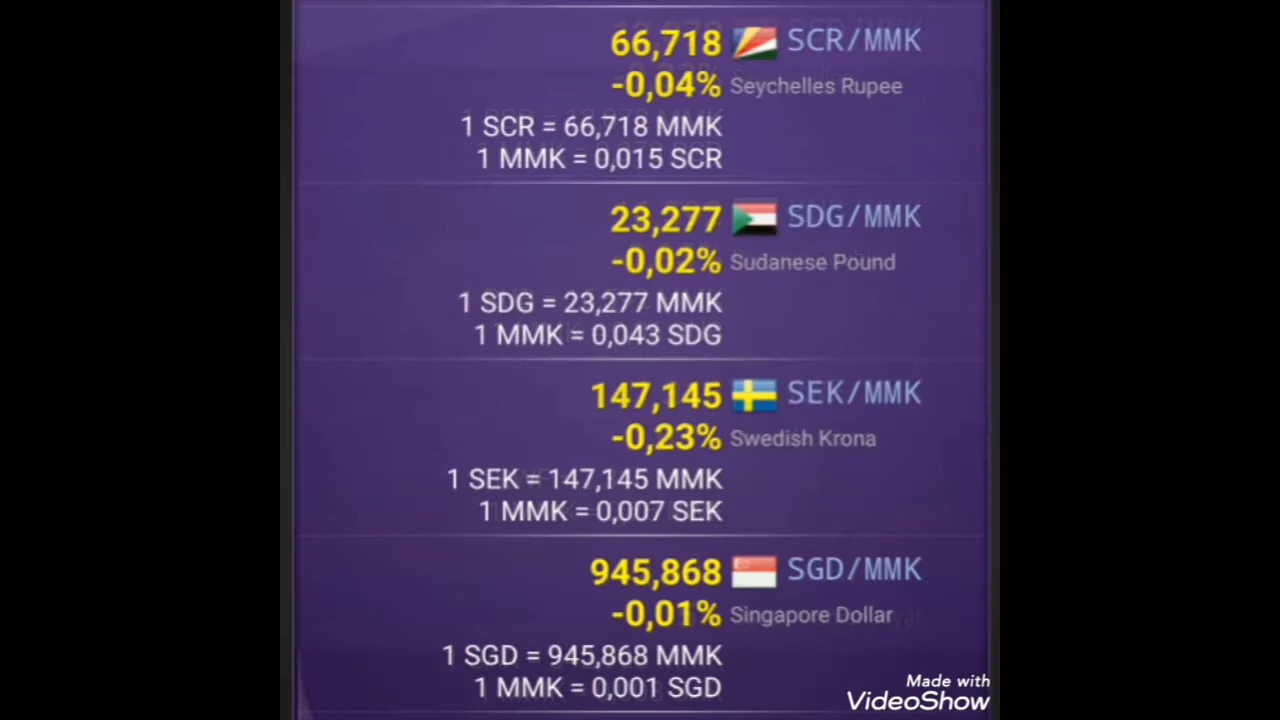 66,718 SCR/MMK
-0,04% Seychelles Rupee
1 SCR = 66,718 MMK
1 MMK = 0,015 SCR
23,277 SDG/MMK
-0,02% Sudanese Pound
1 SDG = 23,277 MMK
1 MMK = 0,043 SDG
147,145 SEK/MMK
-0,23% Swedish Krona
1 SEK = 147,145 MMK
1 MMK = 0,007 SEK
945,868 SGD/MMK
-0,01% Singapore Dollar
1 SGD = 945,868 MMK
1 MMK = 0,001 SGD
Made with
VideoShow